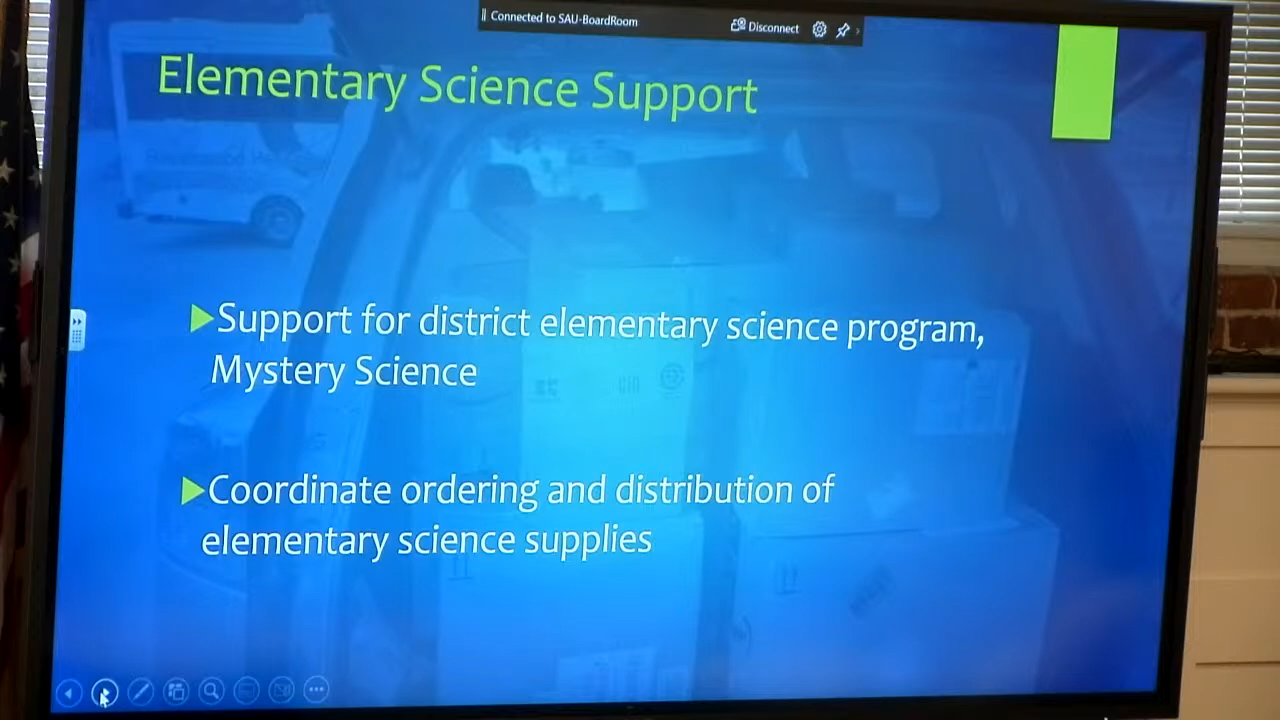 Connected to SAU-BoardRoom
Disconnect
Elementary Science Support
Support for district elementary science program,
Mystery Science
Coordinate ordering and distribution of
elementary science supplies